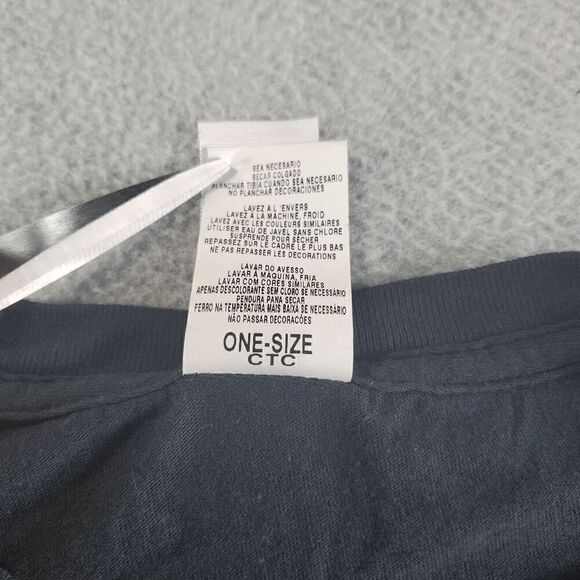 SEA NECESARIO
SECAR COLGADO
PLANCHAR TIBIA CUANDO SEA NECESARIO
NO PLANCHAR DECORACIONES
LAVEZ A L'ENVERS
LAVEZ A LA MACHINE, FROID
LAVEZ AVEC LES COULEURS SIMILAIRES
UTILISER EAU DE JAVEL SANS CHLORE
SUSPENDE POUR SÉCHER
REPASSEZ SUR LE CADRE LE PLUS BAS
NE PAS REPASSER LES DECORATIONS
LAVAR DO AVESSO
LAVAR À MAQUINA, FRIA
LAVAR COM CORES SIMILARES
APENAS DESCOLORANTE SEM CLORO SE NECESSÁRIO
PENDURA PANA SECAR
FERRO NA TEMPERATURA MAIS BAIXA SE NECESSÁRIO
NÃO PASSAR DECORACÕES
ONE-SIZE
CTC